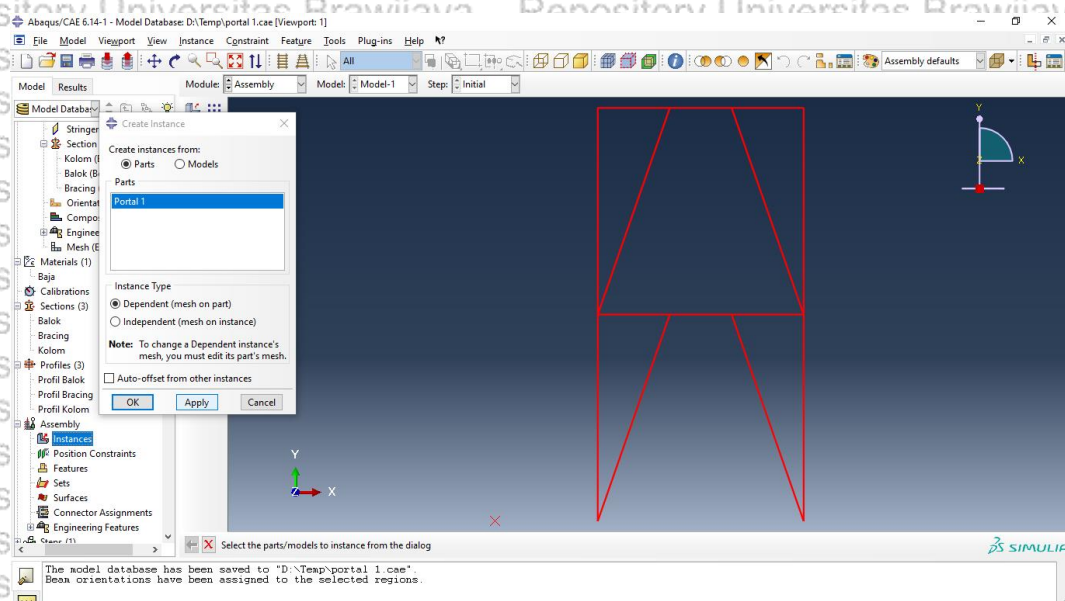 Repository Universitas Brawijaya
Abaqus/CAE 6.14-1 - Model Database: D:\Temp\portal 1.cae [Viewport: 1]
File Model Viewport View Instance Constraint Feature Tools Plug-ins Help
All
Assembly defaults
Model Results
Module: Assembly Model: Model-1 Step: Initial
Model Databas
Create Instance
Stringer
Section
Kolom (
Balok (B
Bracing
Orientat
Compos
Enginee
Mesh (E
Materials (1)
Baja
Calibrations
Sections (3)
Balok
Bracing
Kolom
Profiles (3)
Profil Balok
Profil Bracing
Profil Kolom
Assembly
Instances
Position Constraints
Features
Sets
Surfaces
Connector Assignments
Engineering Features
Steps (1)
Create instances from:
Parts Models
Parts
Portal 1
Instance Type
Dependent (mesh on part)
Independent (mesh on instance)
Note: To change a Dependent instance's
mesh, you must edit its part's mesh.
Auto-offset from other instances
OK Apply Cancel
Y
X
Z
Y
X
Z
Select the parts/models to instance from the dialog
SIMULIA
The model database has been saved to "D:\Temp\portal 1.cae".
Beam orientations have been assigned to the selected regions.